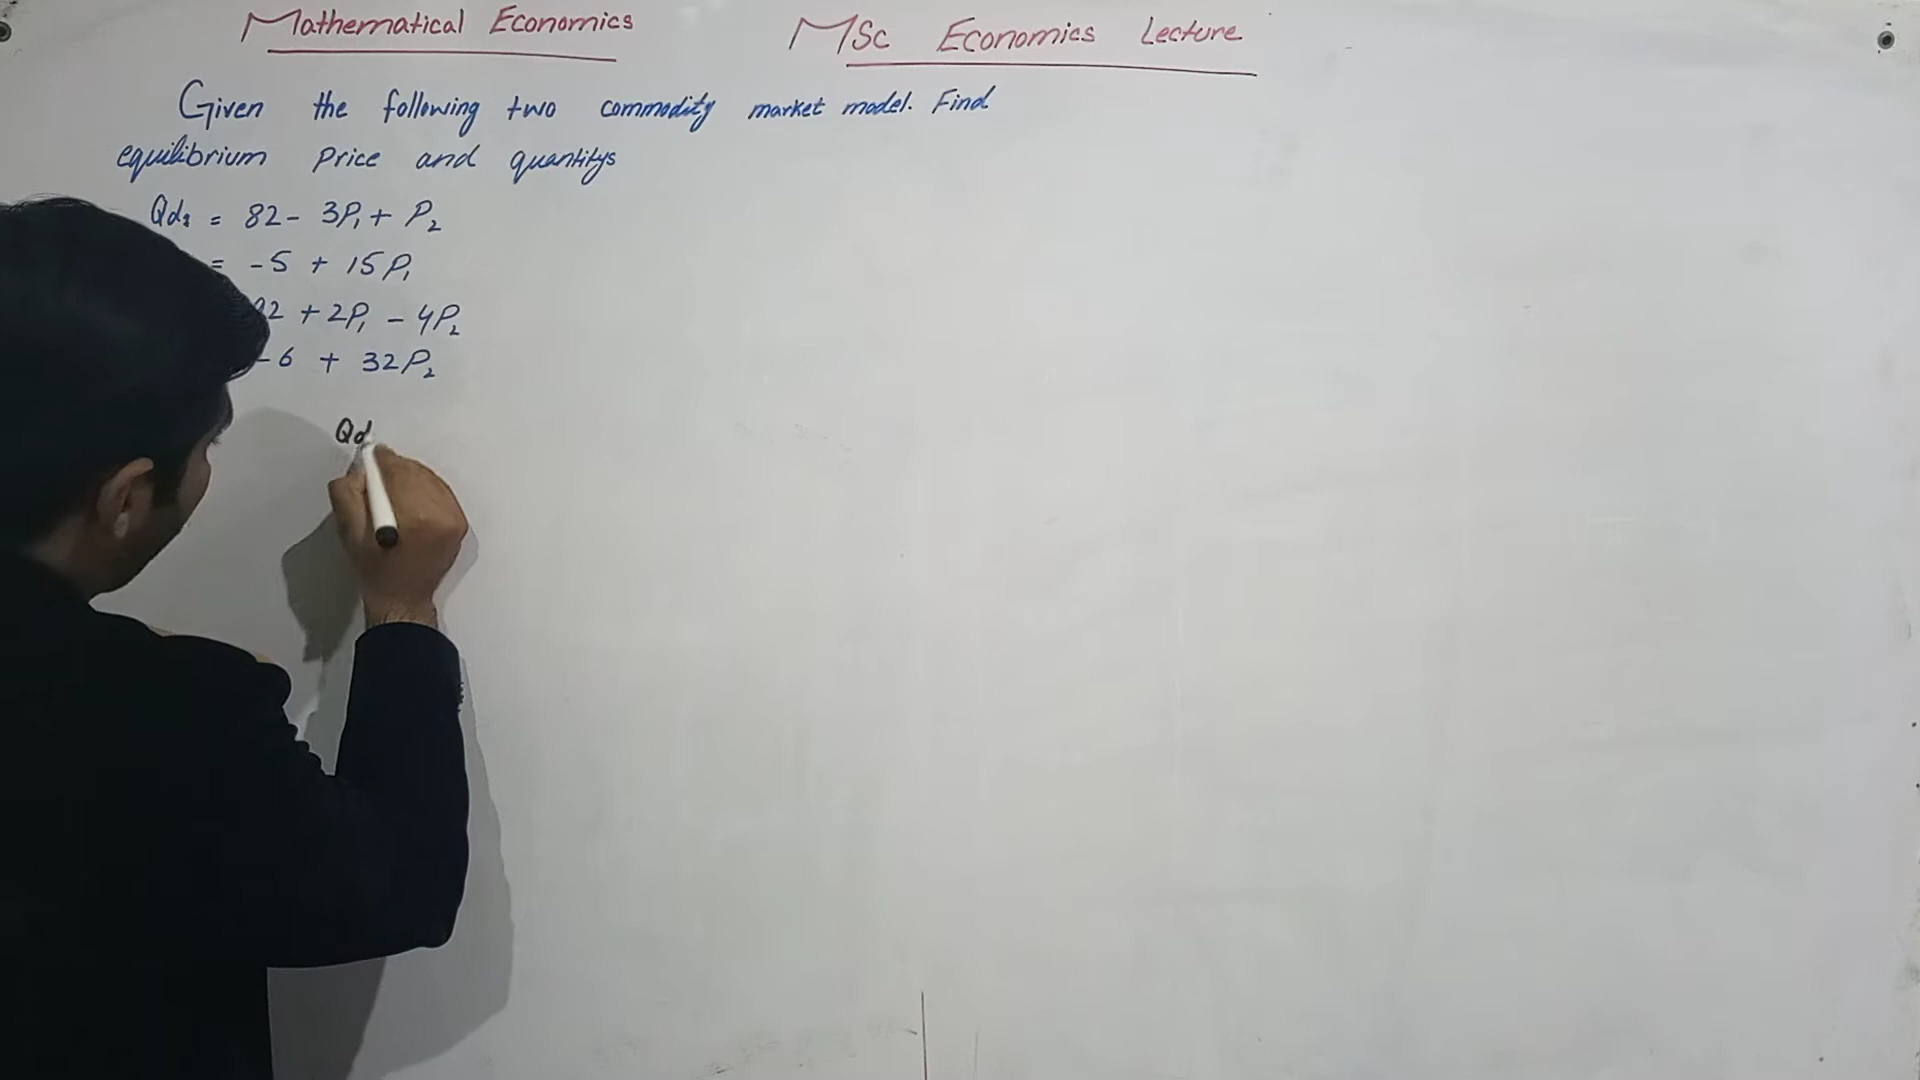 Mathematical Economics MSc Economics Lecture
Given the following two commodity market model. Find
equilibrium Price and quantitys
Qd₁ = 82 - 3P₁ + P₂
= -5 + 15P₁
2 + 2P₁ - 4P₂
-6 + 32P₂
Qd